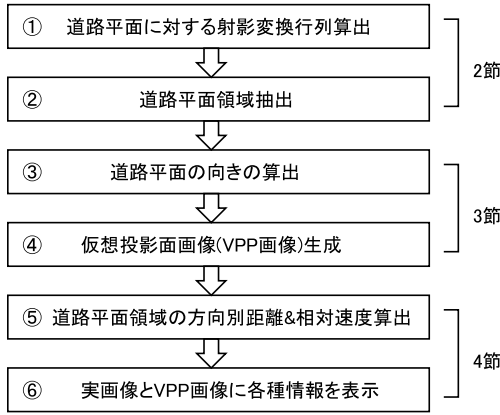 ① 道路平面に対する射影変換行列算出
② 道路平面領域抽出
2節
③ 道路平面の向きの算出
④ 仮想投影面画像(VPP画像)生成
3節
⑤ 道路平面領域の方向別距離&相対速度算出
⑥ 実画像とVPP画像に各種情報を表示
4節